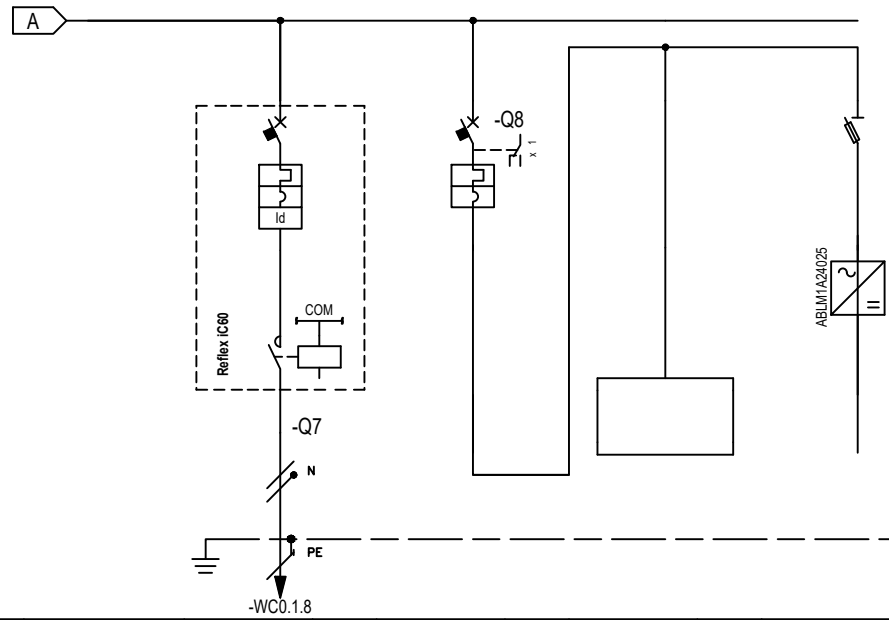 A
-Q8
x 1
Id
COM
Reflex iC60
ABLM1A24025
-Q7
N
PE
-WC0.1.8